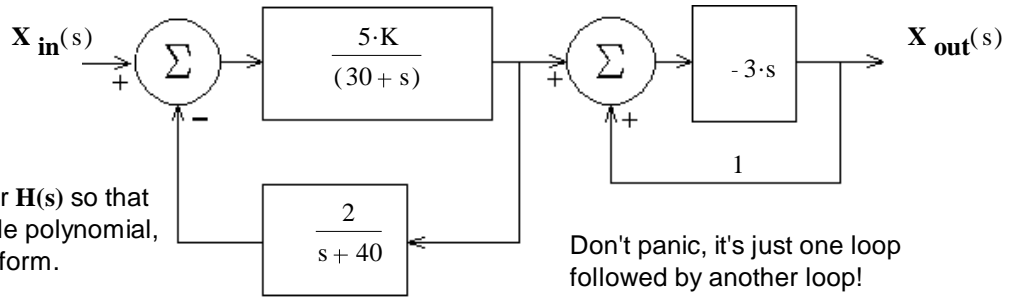 X in(s)
+
Σ
−
5·K
(30 + s)
+
Σ
+
- 3·s
X out(s)
1
2
s + 40
r H(s) so that
le polynomial,
form.
Don't panic, it's just one loop
followed by another loop!